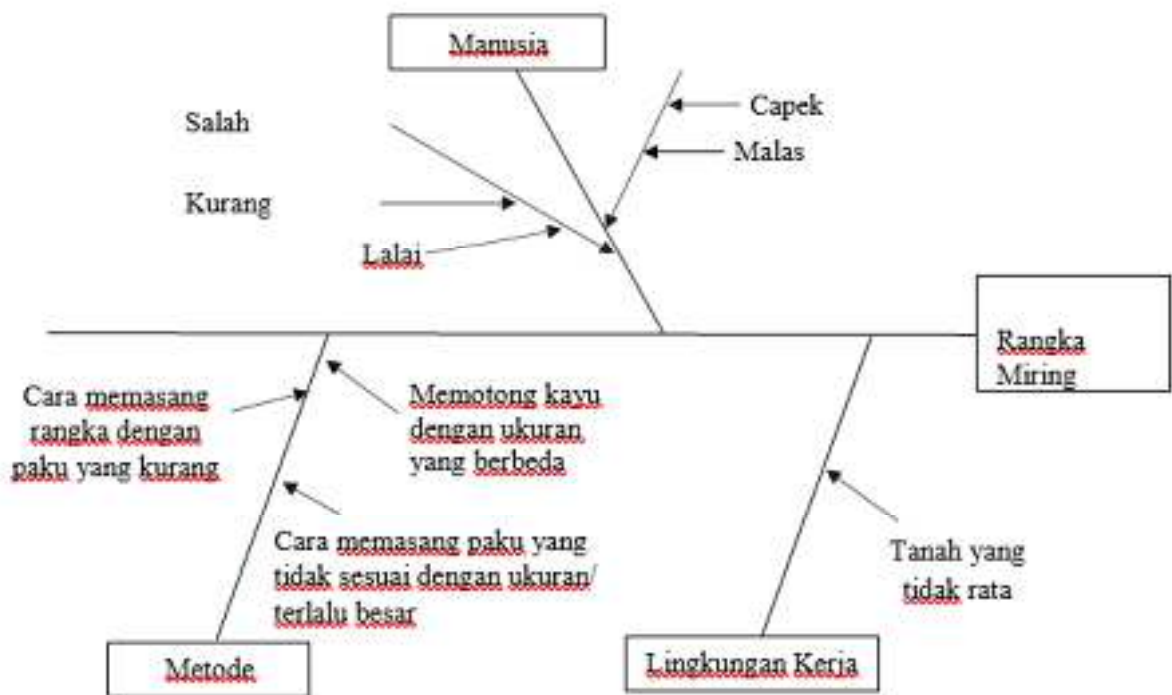 Manusia
Salah
Capek
Malas
Kurang
Lalai
Rangka
Miring
Cara memasang
rangka dengan
paku yang kurang
Memotong kayu
dengan ukuran
yang berbeda
Cara memasang paku yang
tidak sesuai dengan ukuran/
terlalu besar
Tanah yang
tidak rata
Metode
Lingkungan Kerja